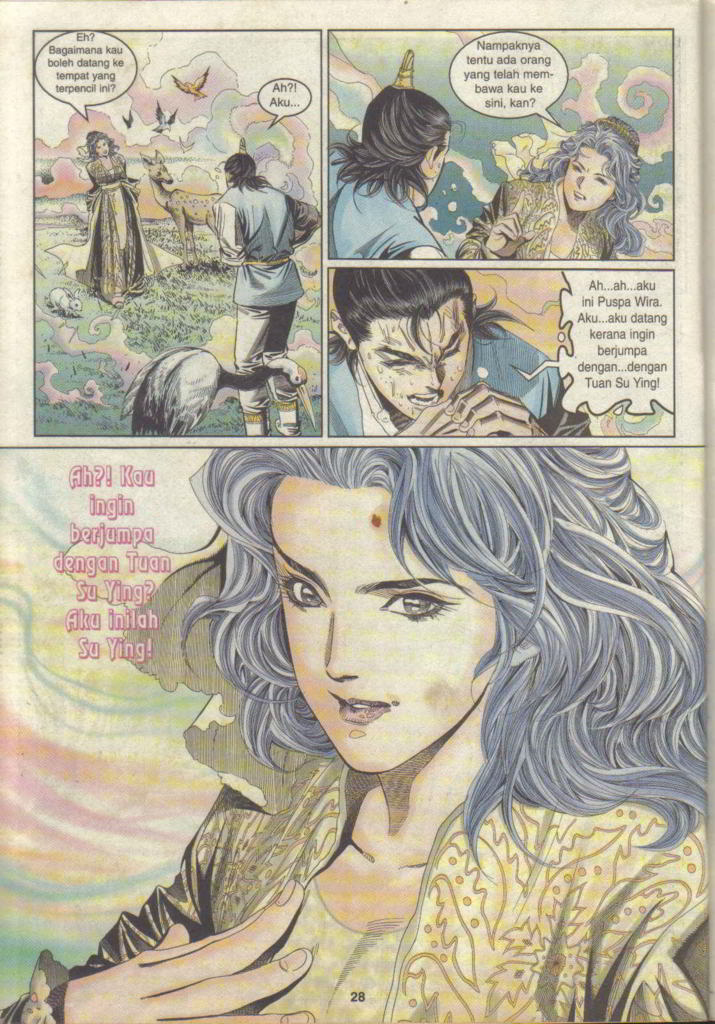 Eh?
Bagaimana kau
boleh datang ke
tempat yang
terpencil ini?
Ah?!
Aku...
Nampaknya
tentu ada orang
yang telah mem-
bawa kau ke
sini, kan?
Ah...ah...aku
ini Puspa Wira.
Aku...aku datang
kerana ingin
berjumpa
dengan...dengan
Tuan Su Ying!
Ah?! Kau
ingin
berjumpa
dengan Tuan
Su Ying?
Aku inilah
Su Ying!
28